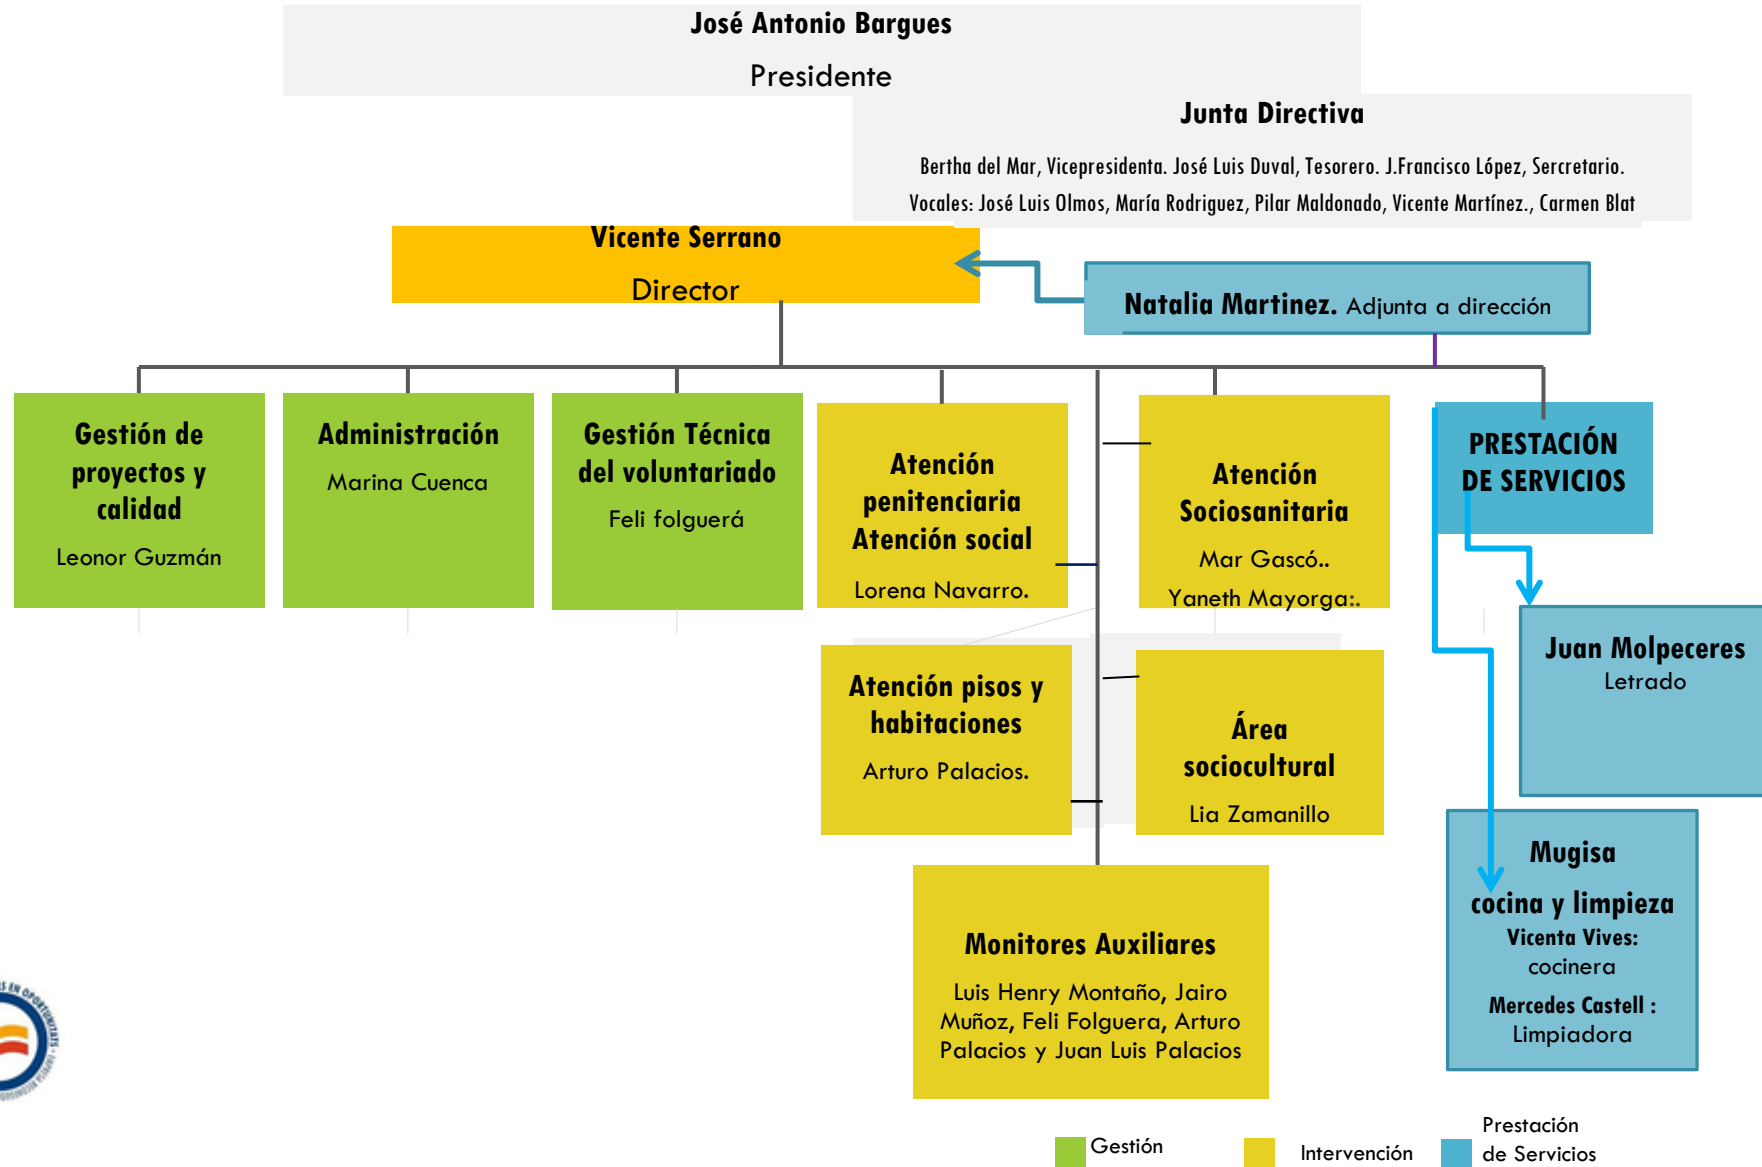 José Antonio Bargues
Presidente
Junta Directiva
Bertha del Mar, Vicepresidenta. José Luis Duval, Tesorero. J.Francisco López, Sercretario.
Vocales: José Luis Olmos, María Rodriguez, Pilar Maldonado, Vicente Martínez., Carmen Blat
Vicente Serrano
Director
Natalia Martinez. Adjunta a dirección
Gestión de
proyectos y
calidad
Leonor Guzmán
Administración
Marina Cuenca
Gestión Técnica
del voluntariado
Feli folguerá
Atención
penitenciaria
Atención social
Lorena Navarro.
Atención
Sociosanitaria
Mar Gascó..
Yaneth Mayorga:.
PRESTACIÓN
DE SERVICIOS
Atención pisos y
habitaciones
Arturo Palacios.
Área
sociocultural
Lia Zamanillo
Juan Molpeceres
Letrado
Mugisa
cocina y limpieza
Vicenta Vives:
cocinera
Mercedes Castell :
Limpiadora
Monitores Auxiliares
Luis Henry Montaño, Jairo
Muñoz, Feli Folguera, Arturo
Palacios y Juan Luis Palacios
EN OPORTUNITATS
Gestión
Intervención
Prestación
de Servicios